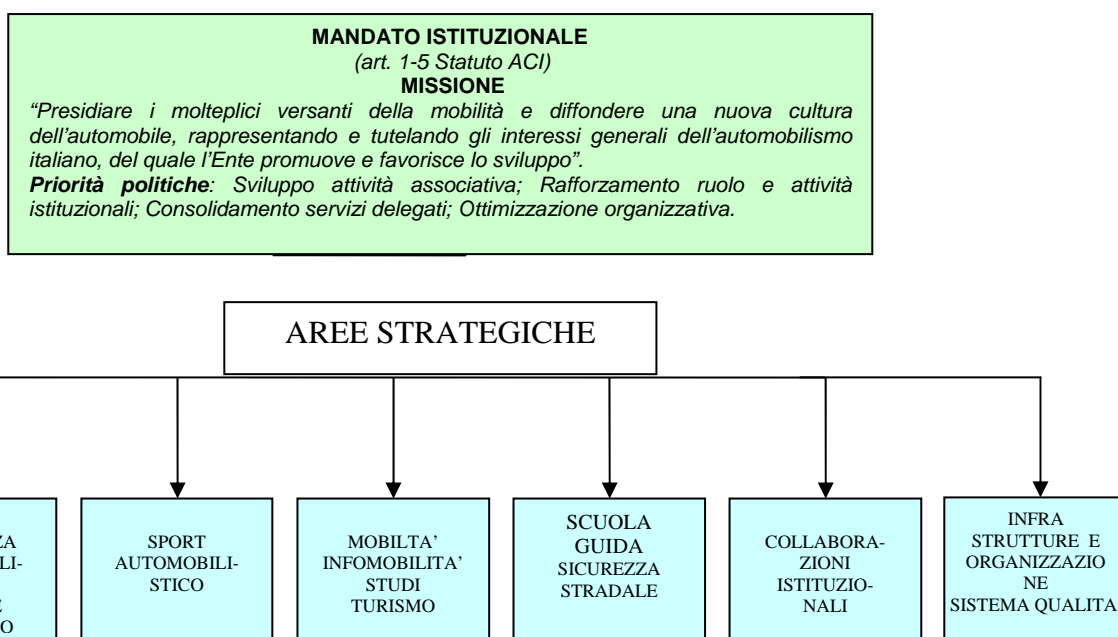 MANDATO ISTITUZIONALE
(art. 1-5 Statuto ACI)
MISSIONE
“Presidiare i molteplici versanti della mobilità e diffondere una nuova cultura
dell’automobile, rappresentando e tutelando gli interessi generali dell’automobilismo
italiano, del quale l’Ente promuove e favorisce lo sviluppo”.
Priorità politiche: Sviluppo attività associativa; Rafforzamento ruolo e attività
istituzionali; Consolidamento servizi delegati; Ottimizzazione organizzativa.
AREE STRATEGICHE
SPORT
AUTOMOBILI-
STICO
MOBILTA’
INFOMOBILITA’
STUDI
TURISMO
SCUOLA
GUIDA
SICUREZZA
STRADALE
COLLABORA-
ZIONI
ISTITUZIO-
NALI
INFRA
STRUTTURE E
ORGANIZZAZIO
NE
SISTEMA QUALITA